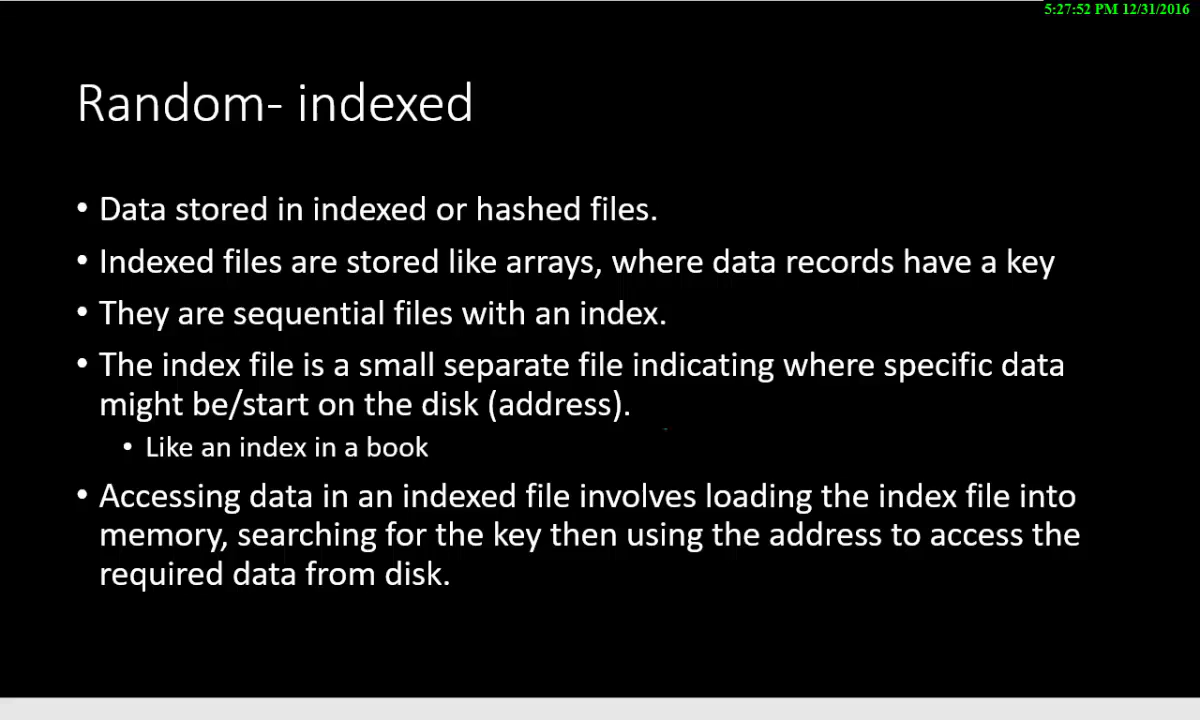 5:27:52 PM 12/31/2016
Random- indexed
• Data stored in indexed or hashed files.
• Indexed files are stored like arrays, where data records have a key
• They are sequential files with an index.
• The index file is a small separate file indicating where specific data
might be/start on the disk (address).
• Like an index in a book
• Accessing data in an indexed file involves loading the index file into
memory, searching for the key then using the address to access the
required data from disk.